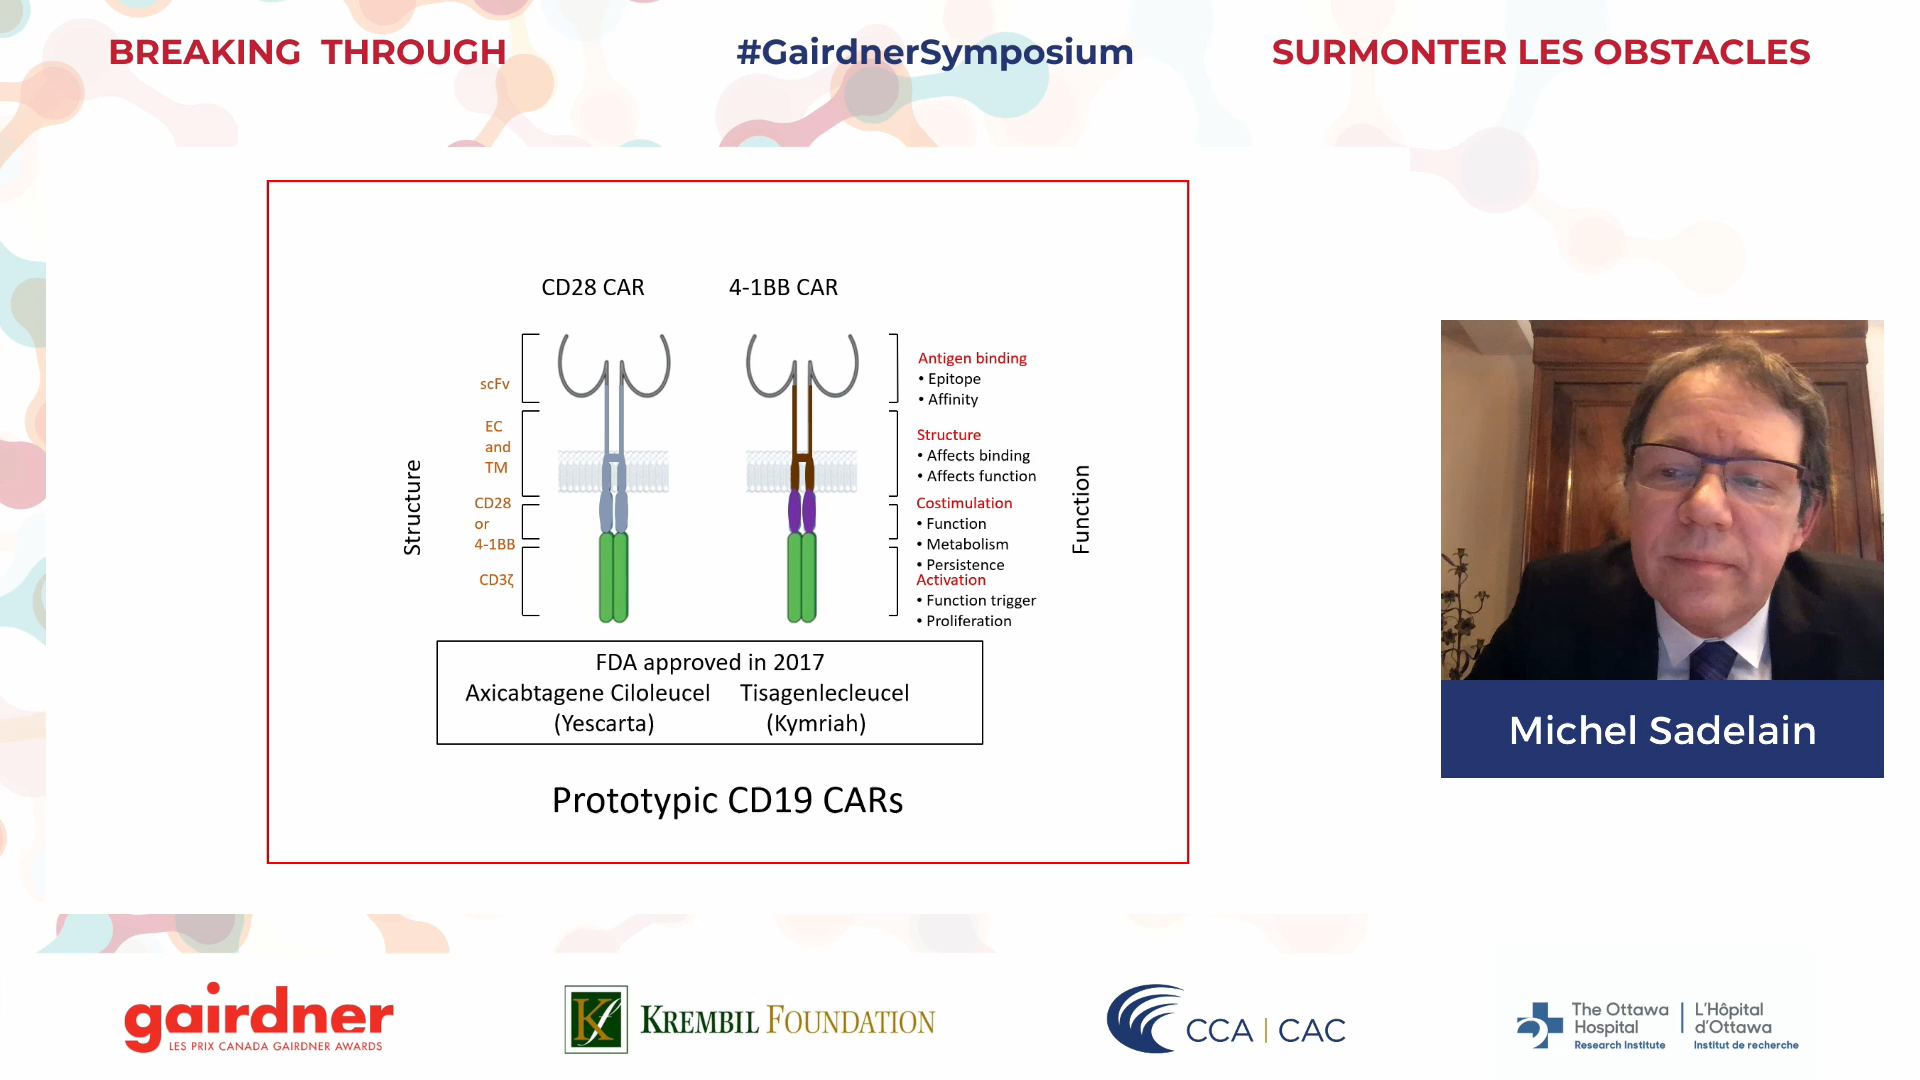 BREAKING THROUGH
#GairdnerSymposium
SURMONTER LES OBSTACLES
CD28 CAR
4-1BB CAR
Structure
scFv
EC
and
TM
CD28
or
4-1BB
CD3ζ
Antigen binding
• Epitope
• Affinity
Structure
• Affects binding
• Affects function
Costimulation
• Function
• Metabolism
• Persistence
Activation
• Function trigger
• Proliferation
Function
FDA approved in 2017
Axicabtagene Ciloleucel Tisagenlecleucel
(Yescarta) (Kymriah)
Prototypic CD19 CARs
Michel Sadelain
gairdner
LES PRIX CANADA GAIRDNER AWARDS
Kf
KREMBIL FOUNDATION
CCA | CAC
The Ottawa
Hospital
Research Institute
L'Hôpital
d'Ottawa
Institut de recherche